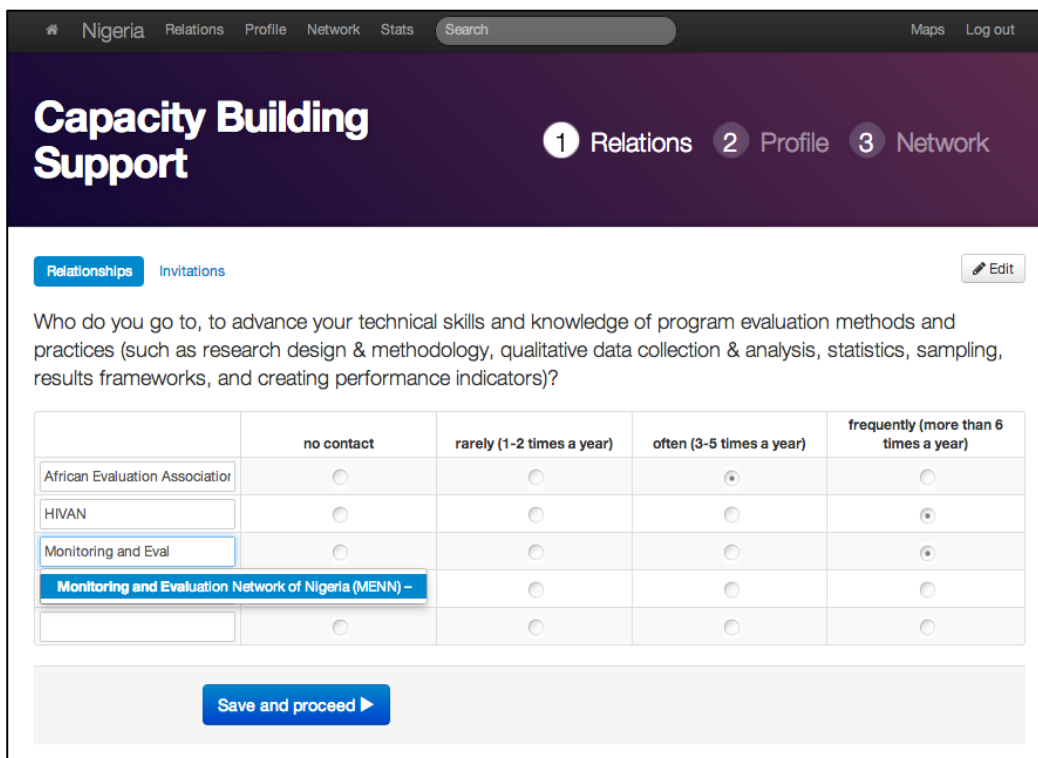 Nigeria Relations Profile Network Stats Search Maps Log out
Capacity Building
Support
1 Relations 2 Profile 3 Network
Relationships Invitations Edit
Who do you go to, to advance your technical skills and knowledge of program evaluation methods and
practices (such as research design & methodology, qualitative data collection & analysis, statistics, sampling,
results frameworks, and creating performance indicators)?
no contact rarely (1-2 times a year) often (3-5 times a year) frequently (more than 6
times a year)
African Evaluation Association
HIVAN
Monitoring and Eval
Monitoring and Evaluation Network of Nigeria (MENN) –
Save and proceed